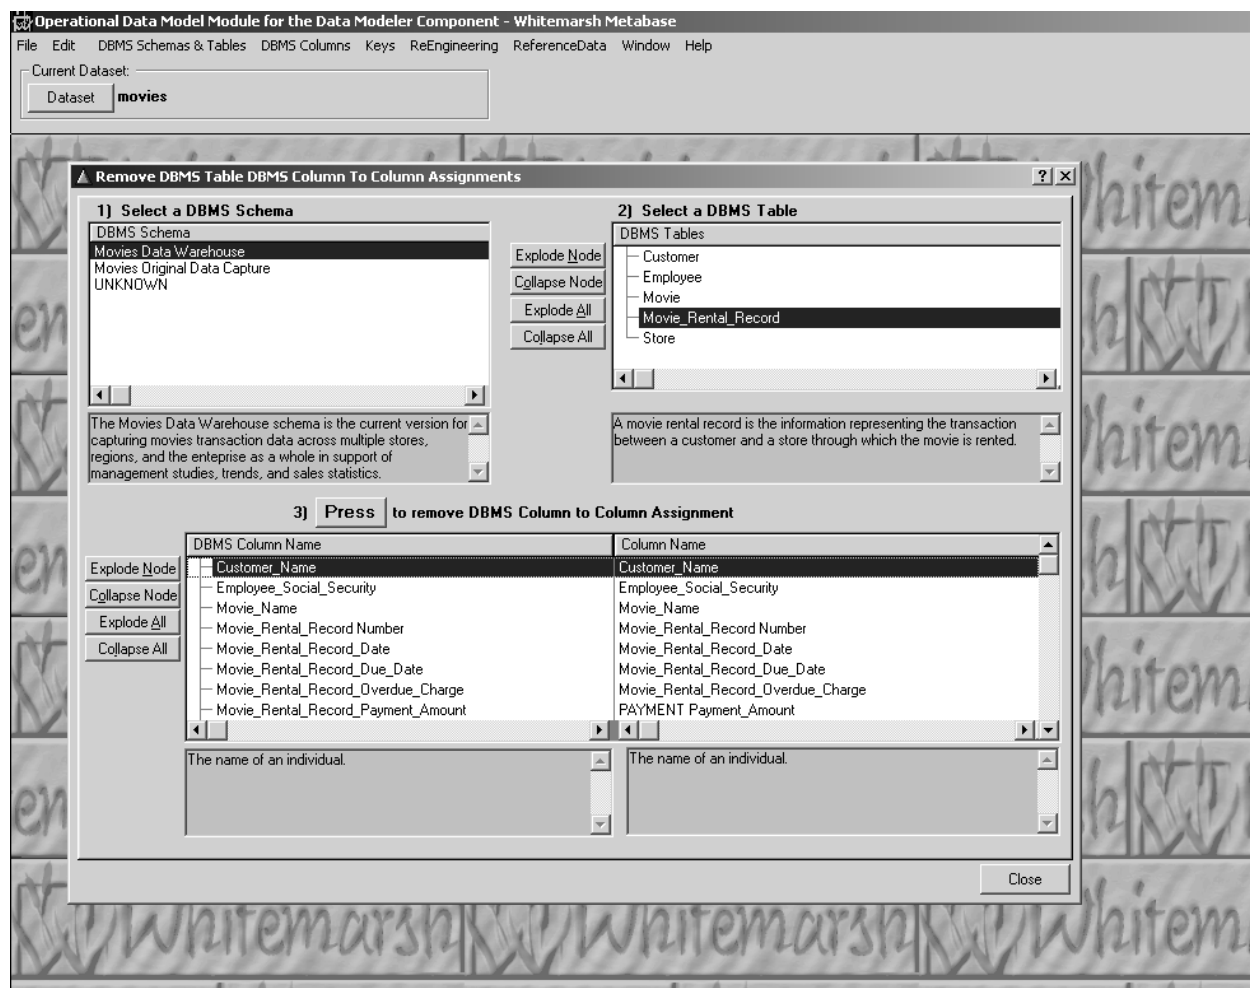 Operational Data Model Module for the Data Modeler Component - Whitemarsh Metabase
File Edit DBMS Schemas & Tables DBMS Columns Keys ReEngineering ReferenceData Window Help
Current Dataset:
Dataset movies
Remove DBMS Table DBMS Column To Column Assignments
1) Select a DBMS Schema
DBMS Schema
Movies Data Warehouse
Movies Original Data Capture
UNKNOWN
The Movies Data Warehouse schema is the current version for
capturing movies transaction data across multiple stores,
regions, and the enteprise as a whole in support of
management studies, trends, and sales statistics.
Explode Node
Collapse Node
Explode All
Collapse All
2) Select a DBMS Table
DBMS Tables
Customer
Employee
Movie
Movie_Rental_Record
Store
A movie rental record is the information representing the transaction
between a customer and a store through which the movie is rented.
3) Press to remove DBMS Column to Column Assignment
Explode Node
Collapse Node
Explode All
Collapse All
DBMS Column Name Column Name
Customer_Name Customer_Name
Employee_Social_Security Employee_Social_Security
Movie_Name Movie_Name
Movie_Rental_Record Number Movie_Rental_Record Number
Movie_Rental_Record_Date Movie_Rental_Record_Date
Movie_Rental_Record_Due_Date Movie_Rental_Record_Due_Date
Movie_Rental_Record_Overdue_Charge Movie_Rental_Record_Overdue_Charge
Movie_Rental_Record_Payment_Amount PAYMENT Payment_Amount
The name of an individual. The name of an individual.
Close
Whitemarsh Whitemarsh